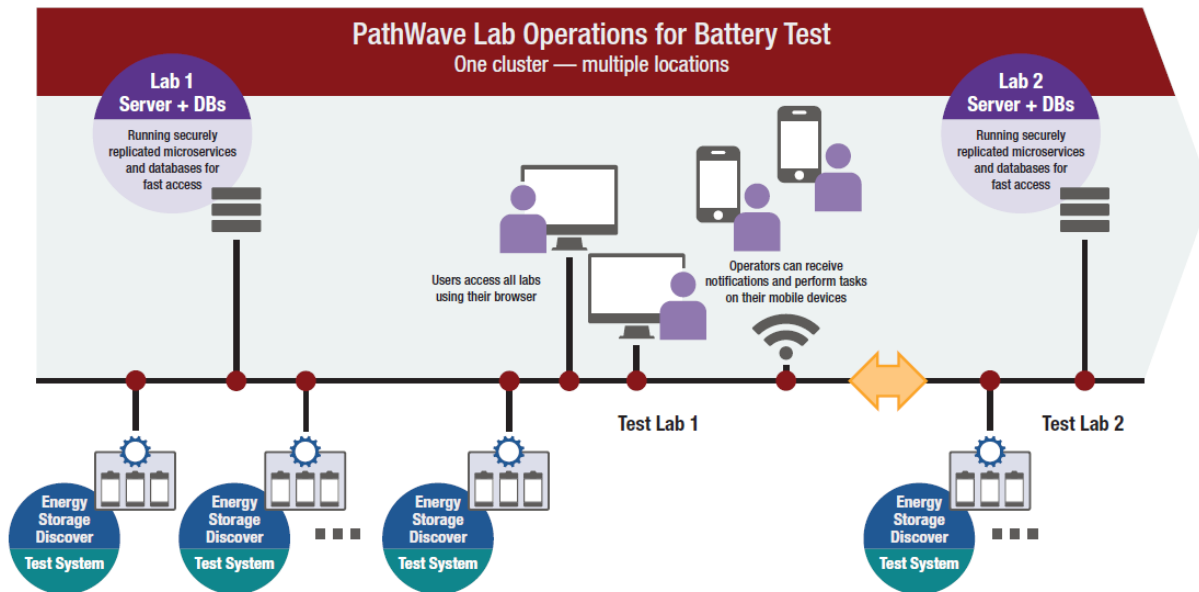 PathWave Lab Operations for Battery Test
One cluster — multiple locations
Lab 1
Server + DBs
Running securely
replicated microservices
and databases for
fast access
Lab 2
Server + DBs
Running securely
replicated microservices
and databases for
fast access
Users access all labs
using their browser
Operators can receive
notifications and perform tasks
on their mobile devices
Test Lab 1
Test Lab 2
Energy
Storage
Discover
Test System
Energy
Storage
Discover
Test System
Energy
Storage
Discover
Test System
Energy
Storage
Discover
Test System